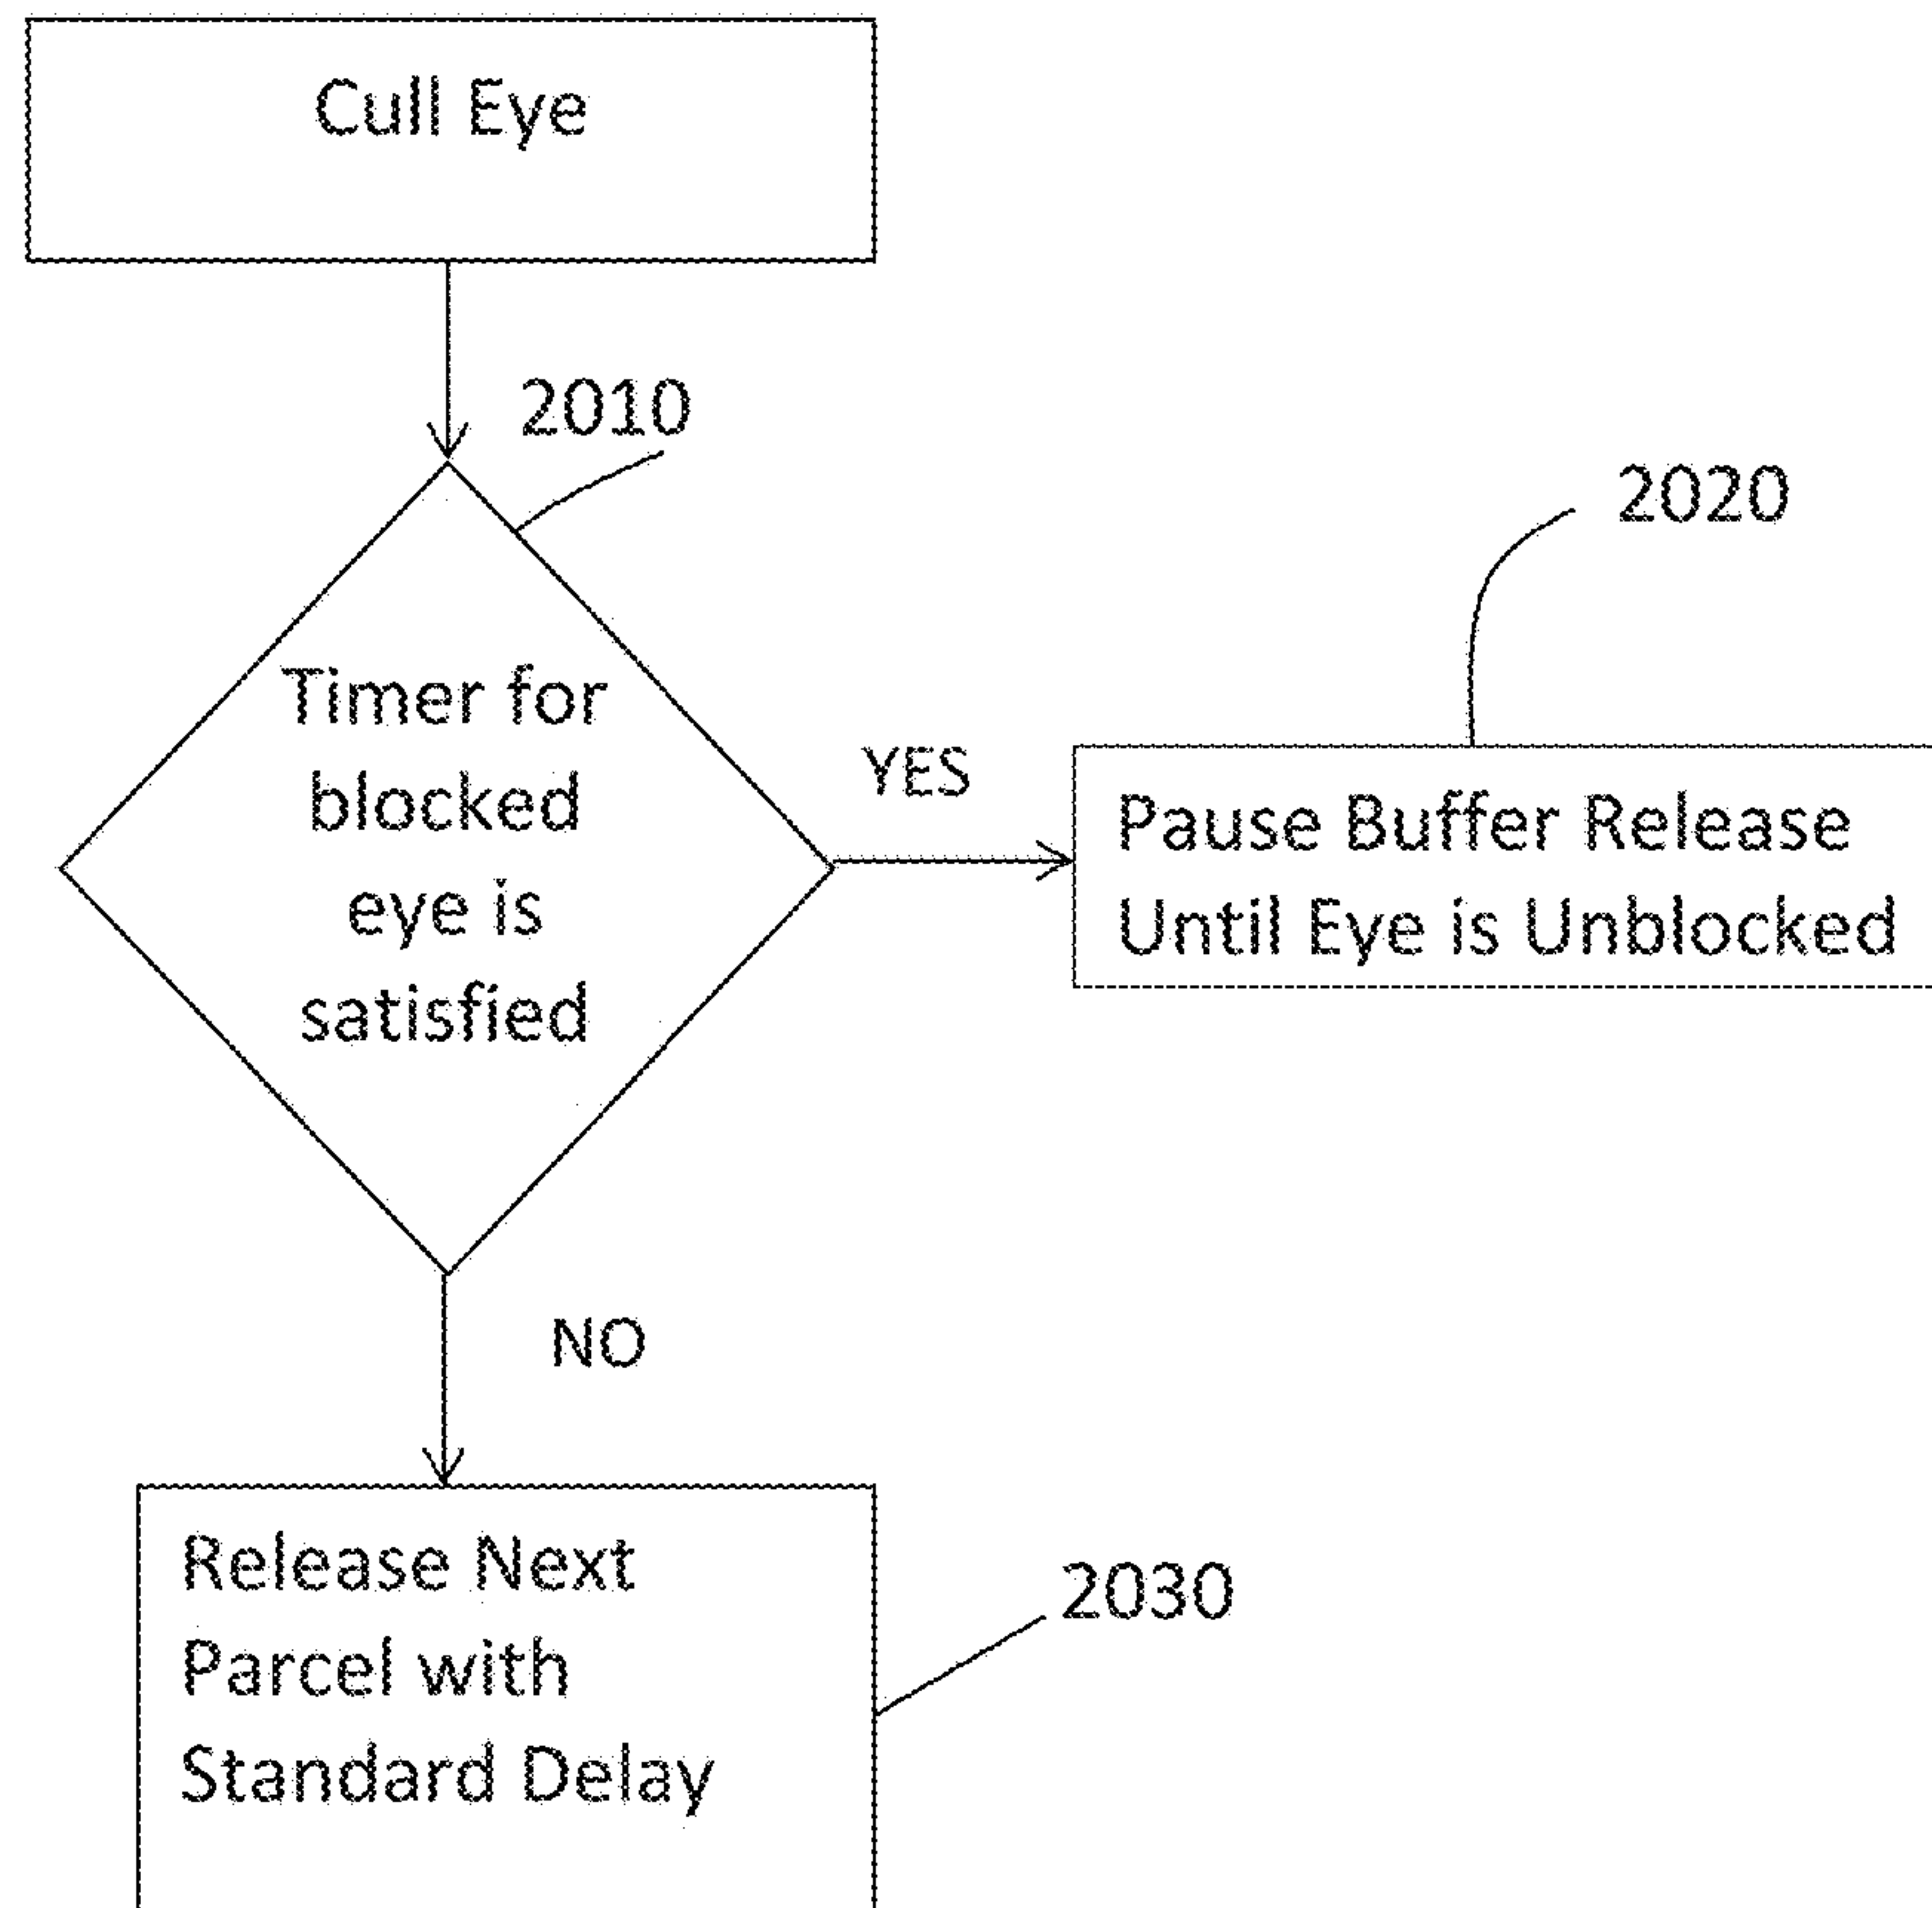 Cull Eye
2010
2020
Timer for
blocked
eye is
satisfied
YES
Pause Buffer Release
Until Eye is Unblocked
NO
Release Next
Parcel with
Standard Delay
2030